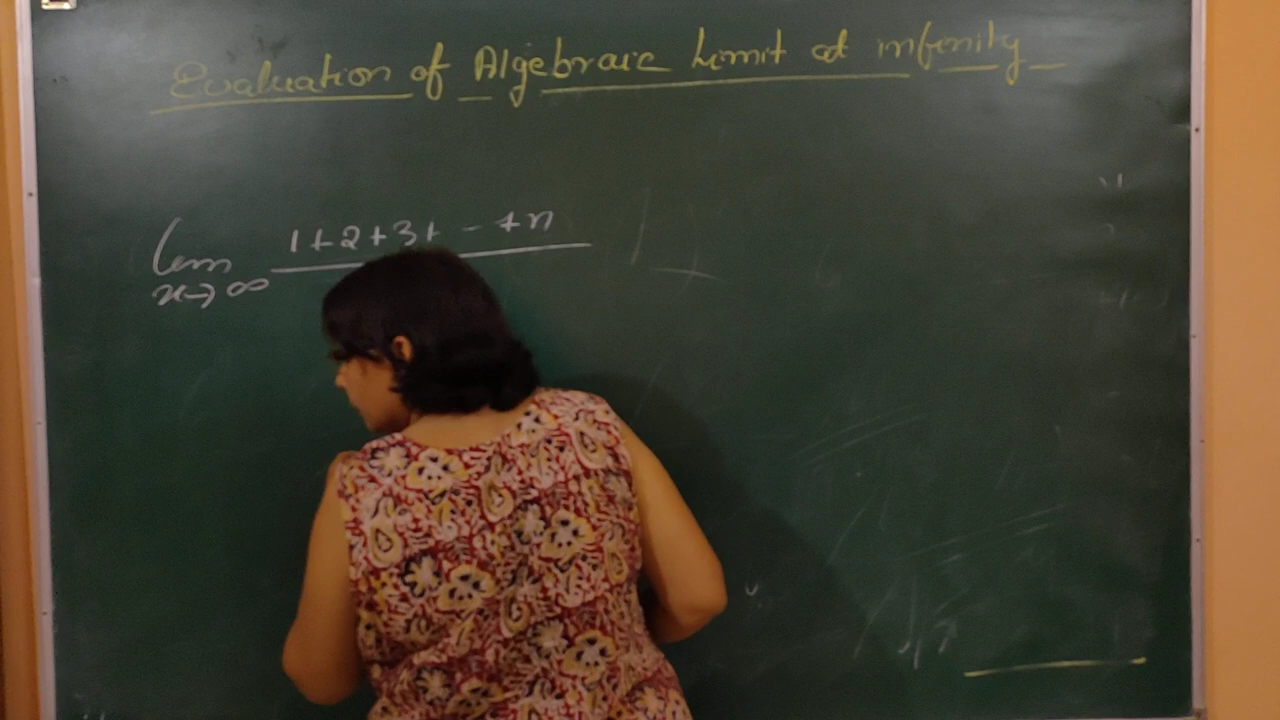 Evaluation of Algebraic Limit at infinity
1+2+3+ - +n
lim
x→∞